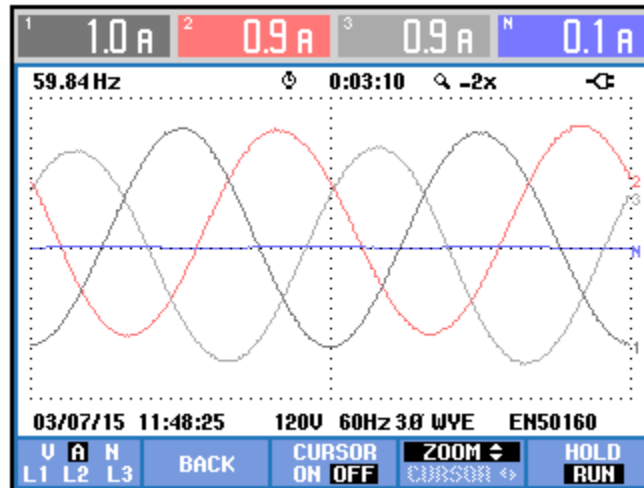 1 1.0 A 2 0.9 A 3 0.9 A N 0.1 A
59.84 Hz 0:03:10 -2x
2
3
N
1
03/07/15 11:48:25 120V 60Hz 3Ø WYE EN50160
V A N BACK CURSOR ZOOM HOLD
L1 L2 L3 ON OFF CURSOR RUN